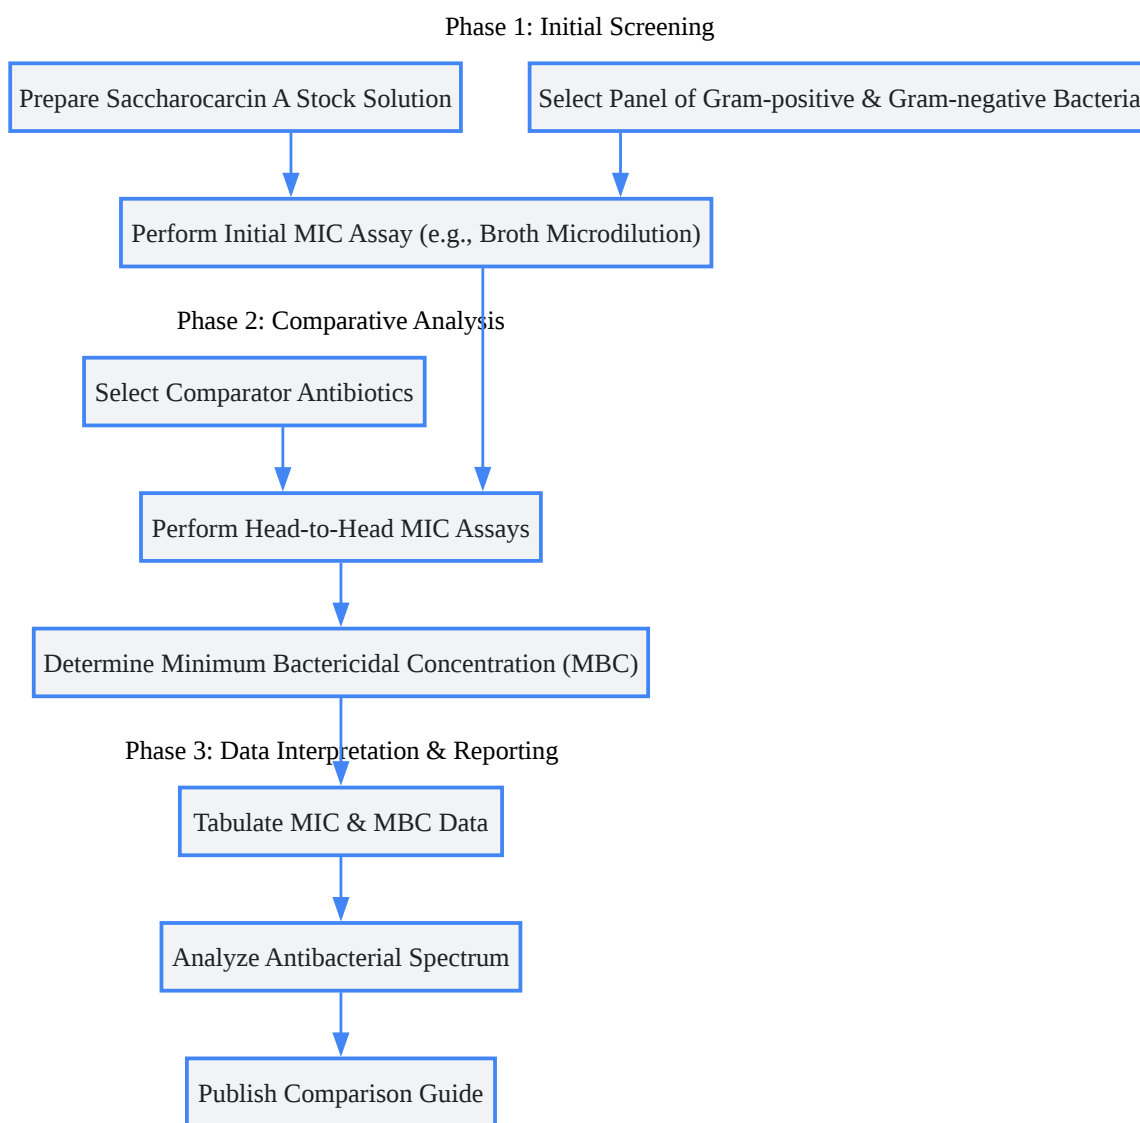 Phase 1: Initial Screening
Prepare Saccharocarcin A Stock Solution
Select Panel of Gram-positive & Gram-negative Bacteria
Perform Initial MIC Assay (e.g., Broth Microdilution)
Phase 2: Comparative Analysis
Select Comparator Antibiotics
Perform Head-to-Head MIC Assays
Determine Minimum Bactericidal Concentration (MBC)
Phase 3: Data Interpretation & Reporting
Tabulate MIC & MBC Data
Analyze Antibacterial Spectrum
Publish Comparison Guide